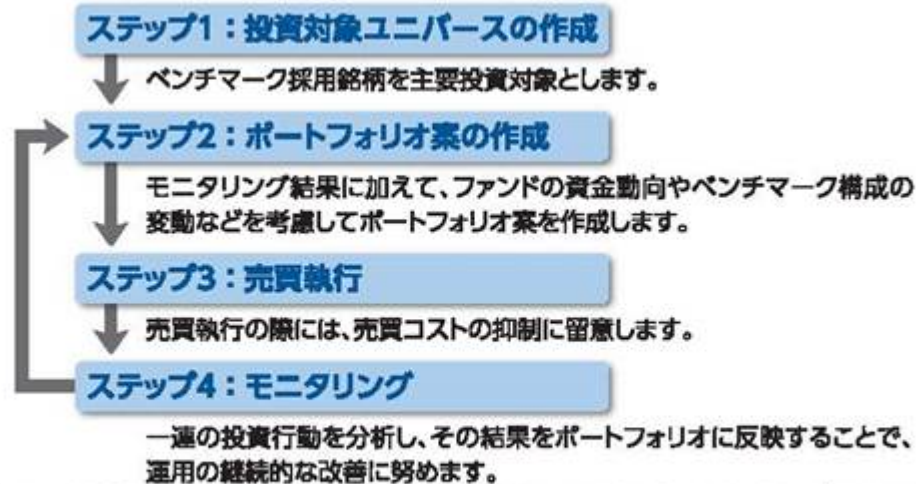 ステップ1：投資対象ユニバースの作成
ベンチマーク採用銘柄を主要投資対象とします。
ステップ2：ポートフォリオ案の作成
モニタリング結果に加えて、ファンドの資金動向やベンチマーク構成の
変動などを考慮してポートフォリオ案を作成します。
ステップ3：売買執行
売買執行の際には、売買コストの抑制に留意します。
ステップ4：モニタリング
一連の投資行動を分析し、その結果をポートフォリオに反映することで、
運用の継続的な改善に努めます。